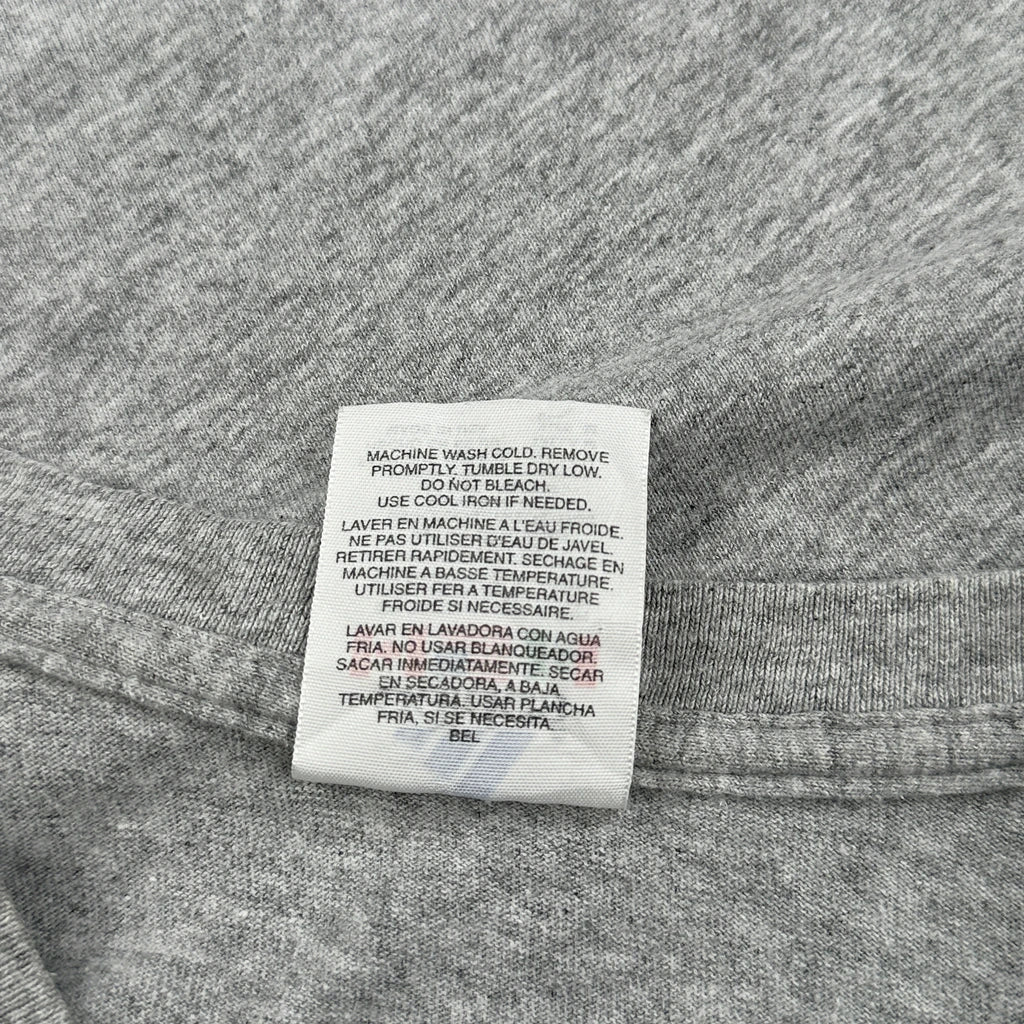 MACHINE WASH COLD. REMOVE
PROMPTLY. TUMBLE DRY LOW.
DO NOT BLEACH.
USE COOL IRON IF NEEDED.
LAVER EN MACHINE A L'EAU FROIDE.
NE PAS UTILISER D'EAU DE JAVEL.
RETIRER RAPIDEMENT. SECHAGE EN
MACHINE A BASSE TEMPERATURE.
UTILISER FER A TEMPERATURE
FROIDE SI NECESSAIRE.
LAVAR EN LAVADORA CON AGUA
FRIA. NO USAR BLANQUEADOR.
SACAR INMEDIATAMENTE. SECAR
EN SECADORA, A BAJA
TEMPERATURA. USAR PLANCHA
FRIA, SI SE NECESITA.
BEL